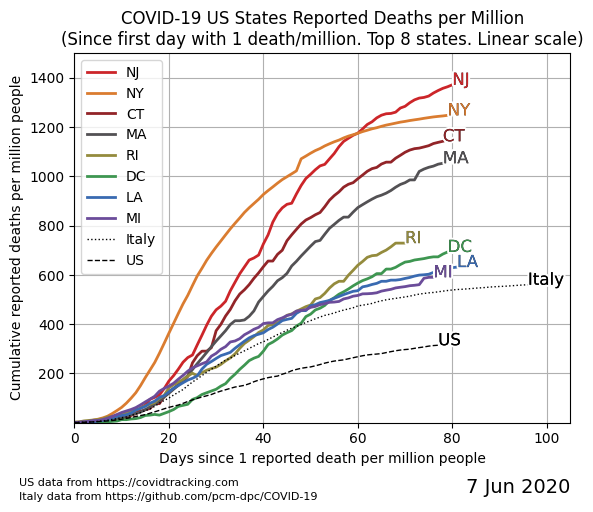 COVID-19 US States Reported Deaths per Million
(Since first day with 1 death/million. Top 8 states. Linear scale)
Cumulative reported deaths per million people
1400
1200
1000
800
600
400
200
NJ
NY
CT
MA
RI
DC
LA
MI
Italy
US
NJ
NY
CT
MA
RI
DC
LA
MI
Italy
US
0
20
40
60
80
100
Days since 1 reported death per million people
US data from https://covidtracking.com
Italy data from https://github.com/pcm-dpc/COVID-19
7 Jun 2020